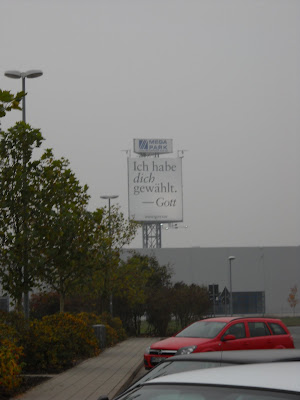 MEGA
PARK
Ich habe
dich
gewählt.
— Gott